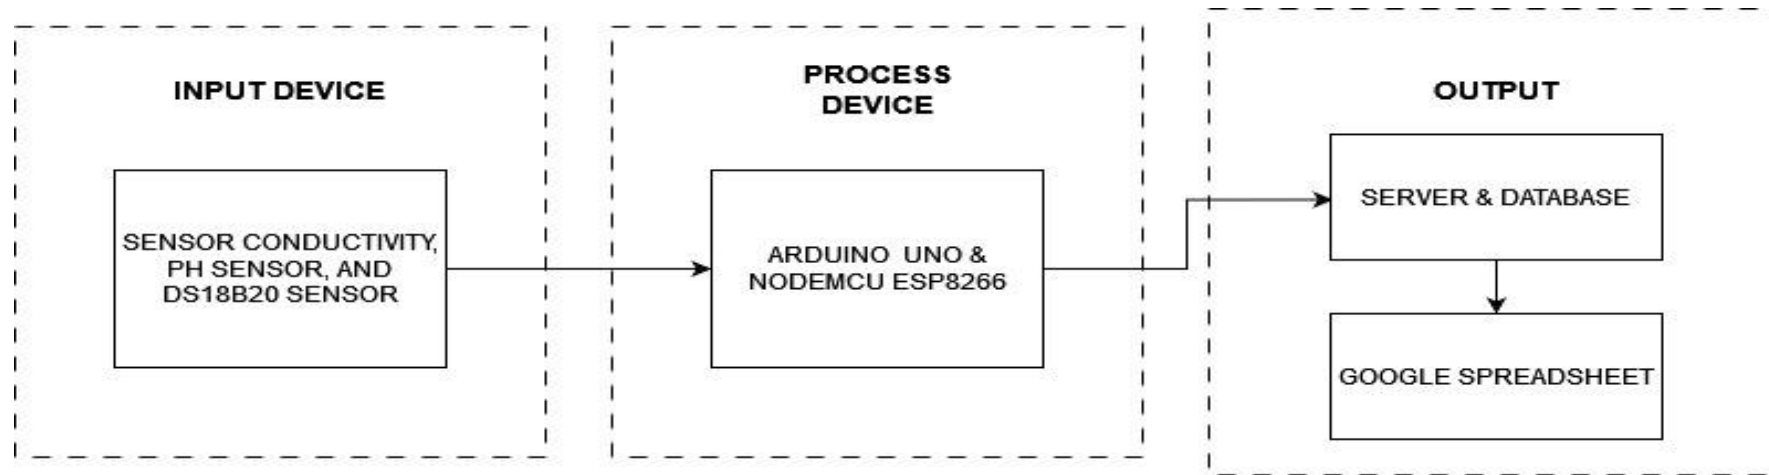 INPUT DEVICE
SENSOR CONDUCTIVITY,
PH SENSOR, AND
DS18B20 SENSOR
PROCESS
DEVICE
ARDUINO UNO &
NODEMCU ESP8266
OUTPUT
SERVER & DATABASE
GOOGLE SPREADSHEET